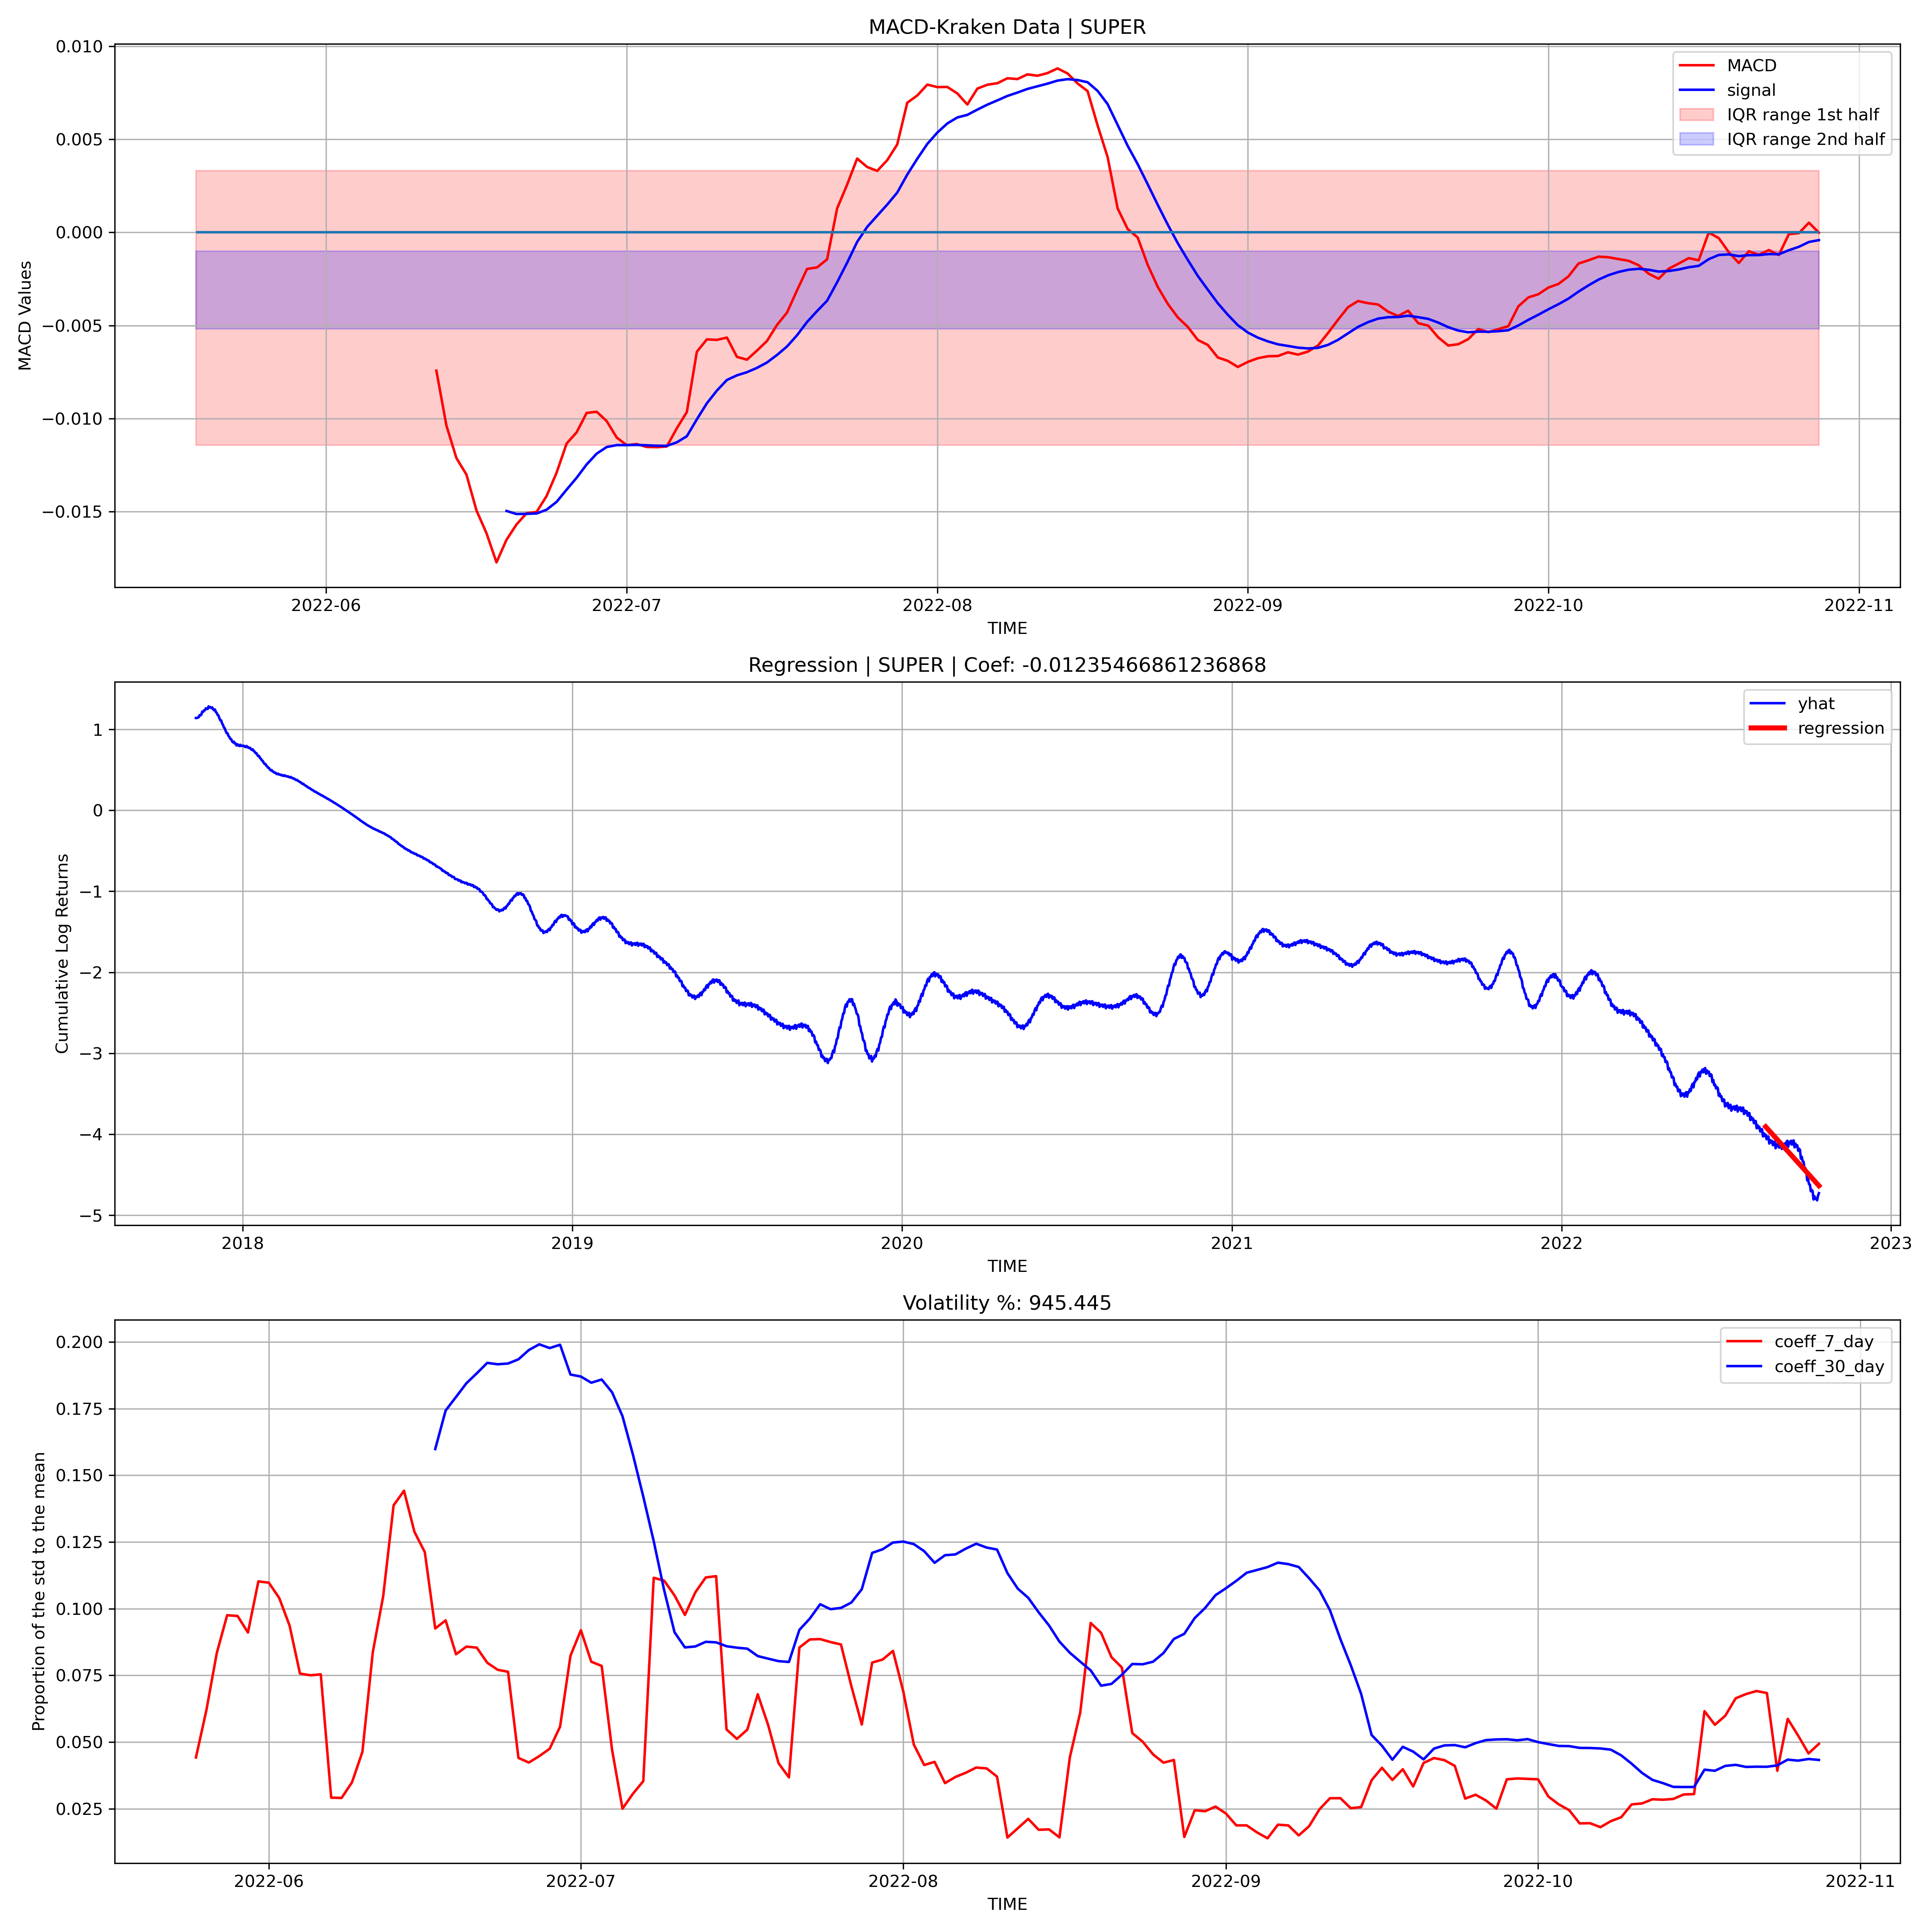 MACD-Kraken Data | SUPER
0.010
0.005
0.000
−0.005
−0.010
−0.015
MACD Values
MACD
signal
IQR range 1st half
IQR range 2nd half
2022-06 2022-07 2022-08 2022-09 2022-10 2022-11
TIME
Regression | SUPER | Coef: -0.01235466861236868
1
0
−1
−2
−3
−4
−5
Cumulative Log Returns
yhat
regression
2018 2019 2020 2021 2022 2023
TIME
Volatility %: 945.445
0.200
0.175
0.150
0.125
0.100
0.075
0.050
0.025
Proportion of the std to the mean
coeff_7_day
coeff_30_day
2022-06 2022-07 2022-08 2022-09 2022-10 2022-11
TIME